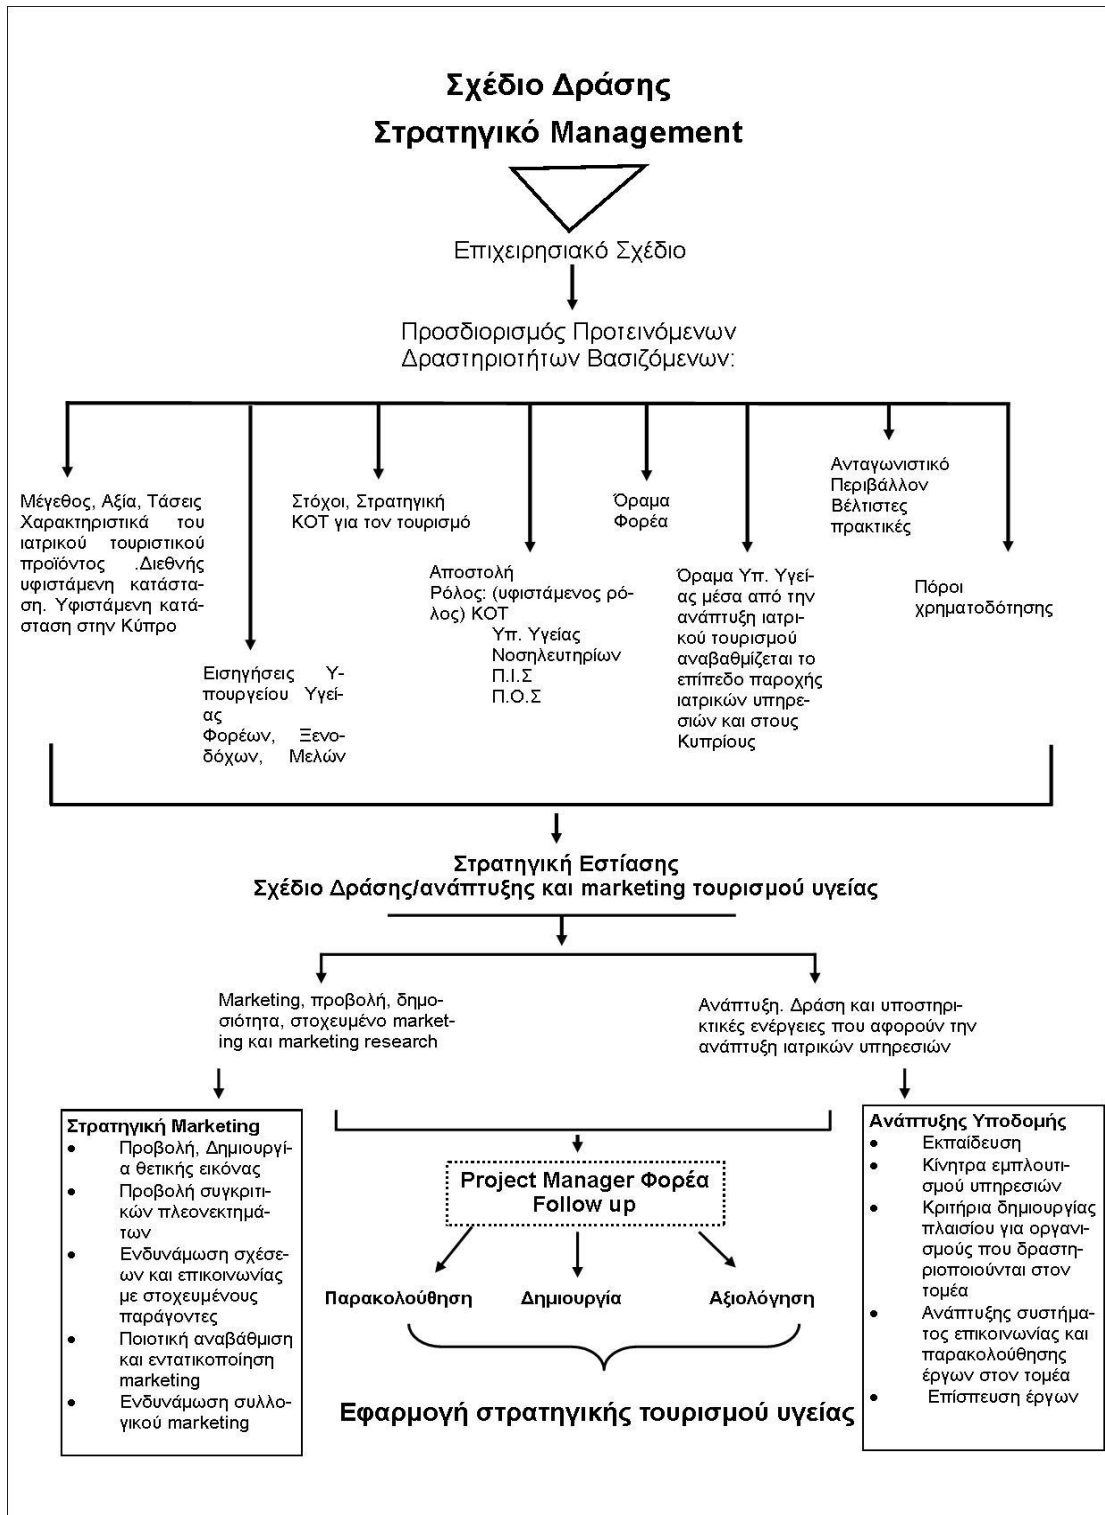 Σχέδιο Δράσης
Στρατηγικό Management
Επιχειρησιακό Σχέδιο
Προσδιορισμός Προτεινόμενων
Δραστηριοτήτων Βασιζόμενων:
Μέγεθος, Αξία, Τάσεις
Χαρακτηριστικά του
ιατρικού τουριστικού
προϊόντος .Διεθνής
υφιστάμενη κατάστα-
ση. Υφιστάμενη κατά-
σταση στην Κύπρο
Εισηγήσεις Υ-
πουργείου Υγεί-
ας
Φορέων, Ξενο-
δόχων, Μελών
Στόχοι, Στρατηγική
ΚΟΤ για τον τουρισμό
Αποστολή
Ρόλος: (υφιστάμενος ρό-
λος) ΚΟΤ
Υπ. Υγείας
Νοσηλευτηρίων
Π.Ι.Σ
Π.Ο.Σ
Όραμα
Φορέα
Όραμα Υπ. Υγεί-
ας μέσα από την
ανάπτυξη ιατρι-
κού τουρισμού
αναβαθμίζεται το
επίπεδο παροχής
ιατρικών υπηρε-
σιών και στους
Κυπρίους
Ανταγωνιστικό
Περιβάλλον
Βέλτιστες
πρακτικές
Πόροι
χρηματοδότησης
Στρατηγική Εστίασης
Σχέδιο Δράσης/ανάπτυξης και marketing τουρισμού υγείας
Marketing, προβολή, δημο-
σιότητα, στοχευμένο market-
ing και marketing research
Ανάπτυξη. Δράση και υποστηρι-
κτικές ενέργειες που αφορούν την
ανάπτυξη ιατρικών υπηρεσιών
Στρατηγική Marketing
● Προβολή, Δημιουργί-
α θετικής εικόνας
● Προβολή συγκριτι-
κών πλεονεκτημά-
των
● Ενδυνάμωση σχέσε-
ων και επικοινωνίας
με στοχευμένους
παράγοντες
● Ποιοτική αναβάθμιση
και εντατικοποίηση
marketing
● Ενδυνάμωση συλλο-
γικού marketing
Project Manager Φορέα
Follow up
Παρακολούθηση Δημιουργία Αξιολόγηση
Εφαρμογή στρατηγικής τουρισμού υγείας
Ανάπτυξης Υποδομής
● Εκπαίδευση
● Κίνητρα εμπλουτι-
σμού υπηρεσιών
● Κριτήρια δημιουργίας
πλαισίου για οργανι-
σμούς που δραστη-
ριοποιούνται στον
τομέα
● Ανάπτυξης συστήμα-
τος επικοινωνίας και
παρακολούθησης
έργων στον τομέα
● Επίσπευση έργων